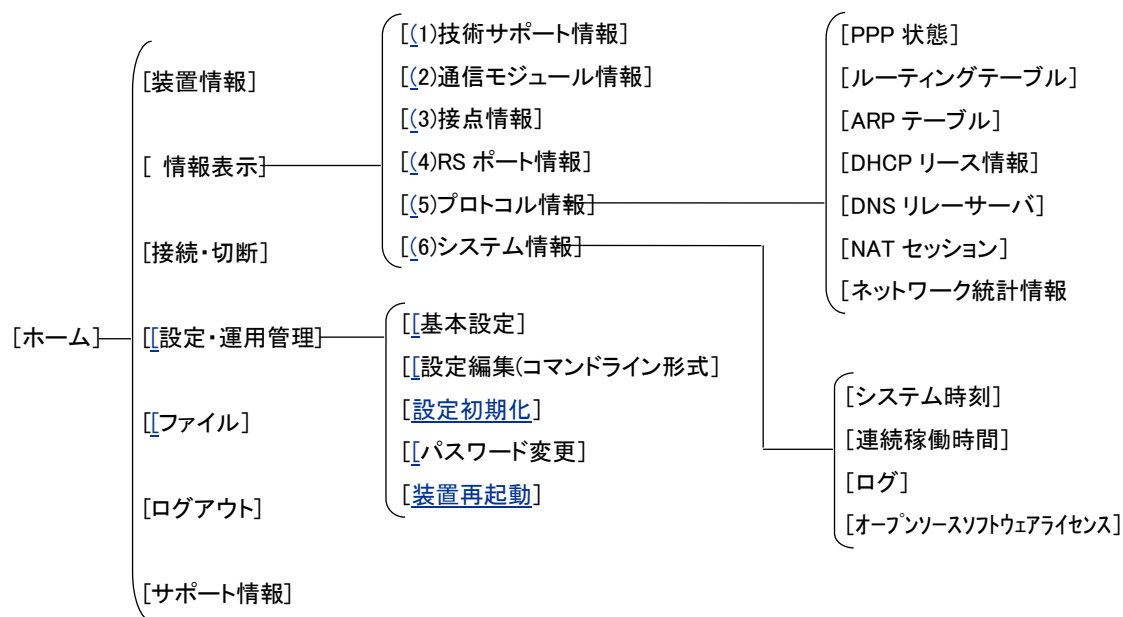 [ホーム]
[装置情報]
[ 情報表示]
[接続・切断]
[[設定・運用管理]
[[ファイル]
[ログアウト]
[サポート情報]
[(1)技術サポート情報]
[(2)通信モジュール情報]
[(3)接点情報]
[(4)RS ポート情報]
[(5)プロトコル情報]
[(6)システム情報]
[[基本設定]
[[設定編集(コマンドライン形式]
[設定初期化]
[[パスワード変更]
[装置再起動]
[PPP 状態]
[ルーティングテーブル]
[ARP テーブル]
[DHCP リース情報]
[DNS リレーサーバ]
[NAT セッション]
[ネットワーク統計情報
[システム時刻]
[連続稼働時間]
[ログ]
[オープンソースソフトウェアライセンス]